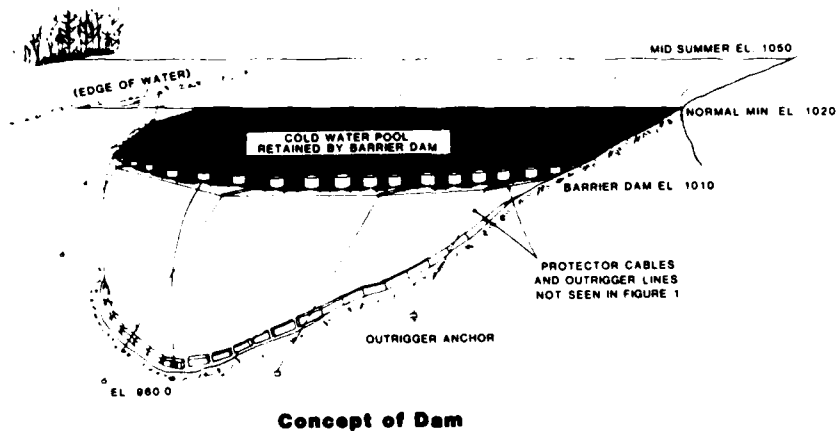 MID SUMMER EL. 1050
(EDGE OF WATER)
NORMAL MIN. EL. 1020
COLD WATER POOL
RETAINED BY BARRIER DAM
BARRIER DAM EL. 1010
PROTECTOR CABLES
AND OUTRIGGER LINES
NOT SEEN IN FIGURE 1
OUTRIGGER ANCHOR
EL. 960.0
Concept of Dam